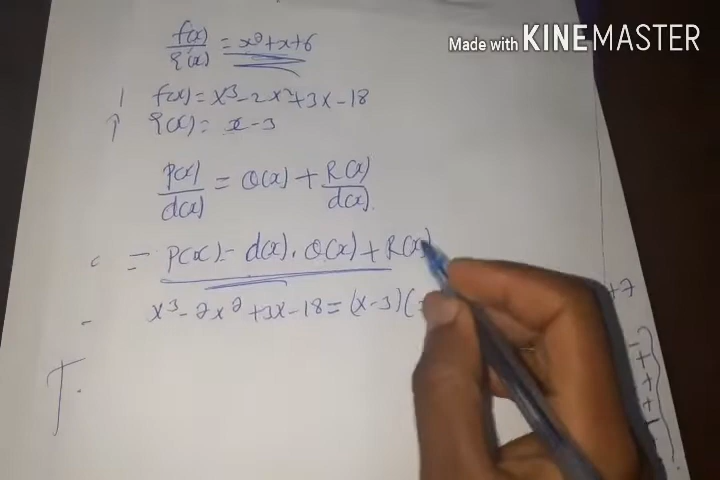 f(x)/q(x) = x²+x+6
Made with KINEMASTER
f(x) = x³-2x²+3x-18
q(x) = x-3
P(x)/d(x) = Q(x) + R(x)/d(x).
= P(x) - d(x) . Q(x) + R(x)
x³-2x²+3x-18 = (x-3)(
T.